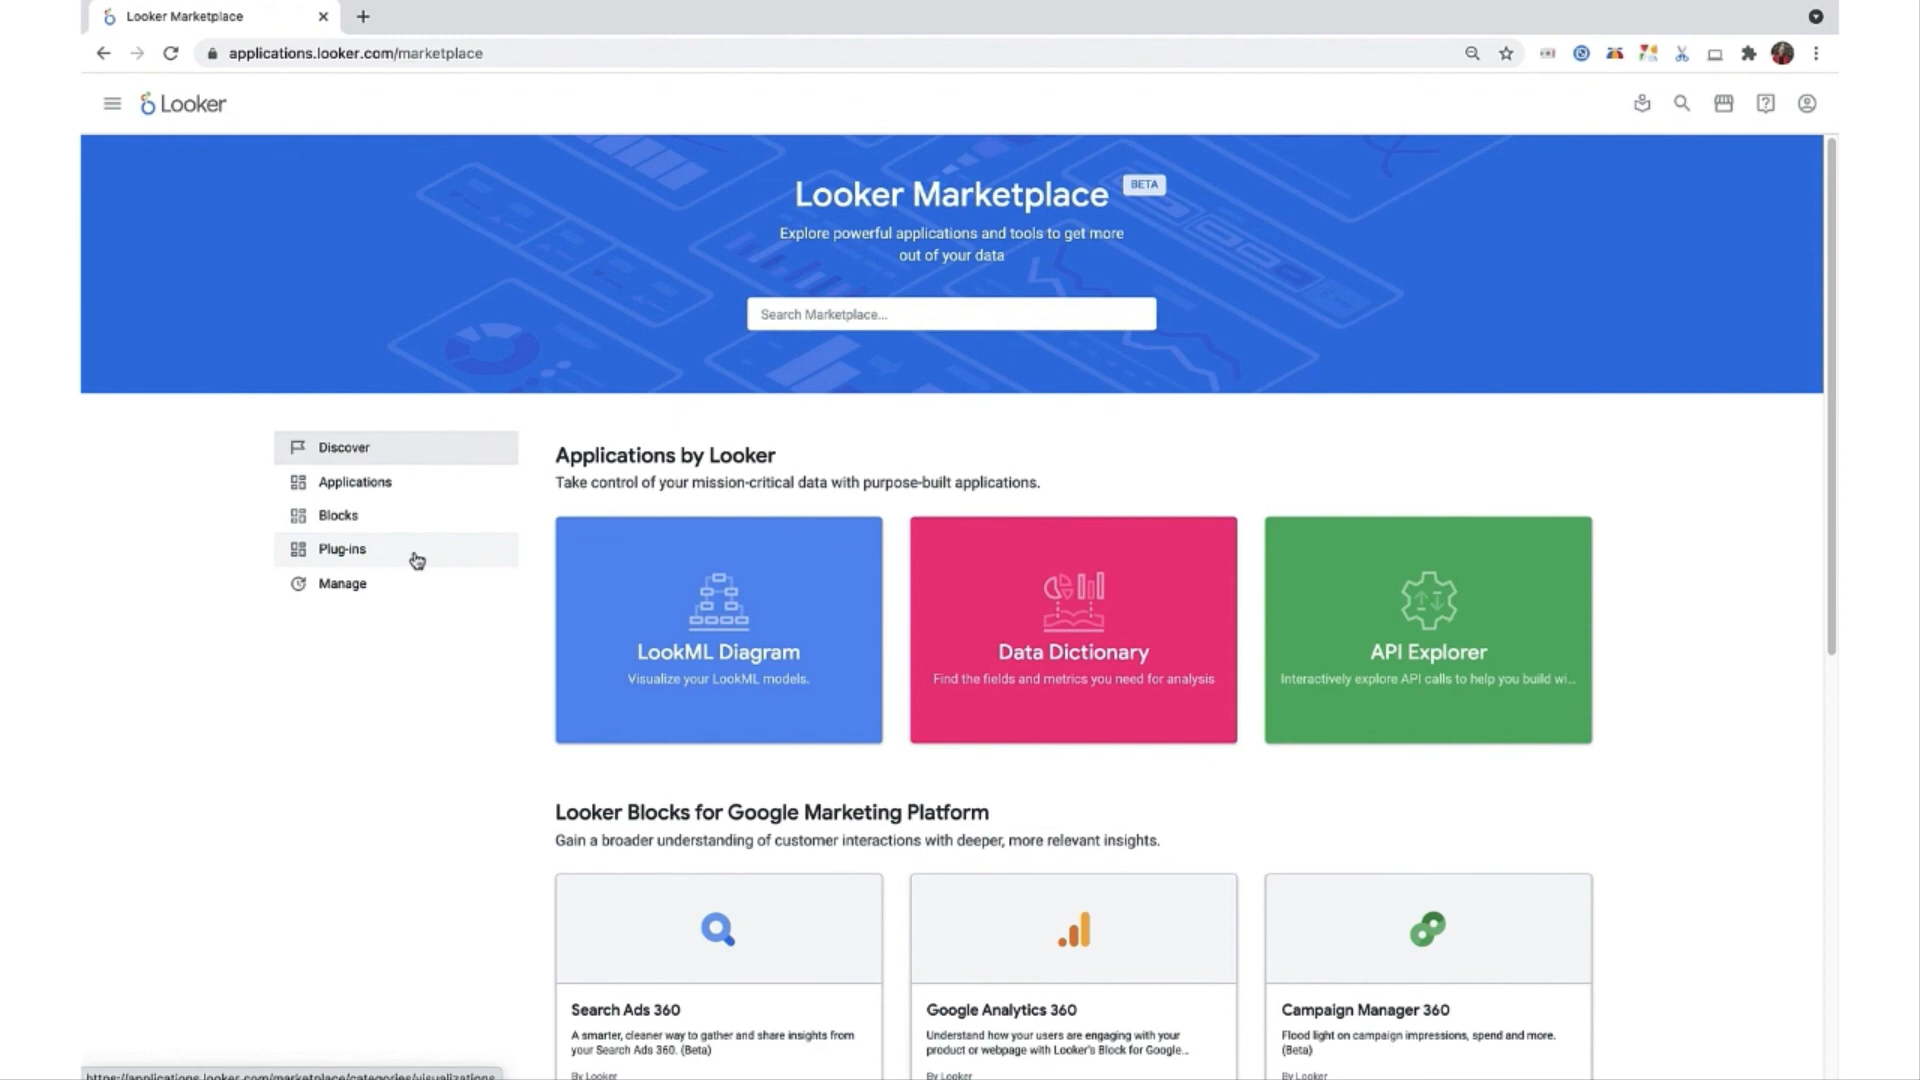 Looker Marketplace
applications.looker.com/marketplace
Looker
Looker Marketplace BETA
Explore powerful applications and tools to get more
out of your data
Search Marketplace...
Discover
Applications
Blocks
Plug-ins
Manage
Applications by Looker
Take control of your mission-critical data with purpose-built applications.
LookML Diagram
Visualize your LookML models.
Data Dictionary
Find the fields and metrics you need for analysis
API Explorer
Interactively explore API calls to help you build wi...
Looker Blocks for Google Marketing Platform
Gain a broader understanding of customer interactions with deeper, more relevant insights.
Search Ads 360
A smarter, cleaner way to gather and share insights from
your Search Ads 360. (Beta)
By Looker
Google Analytics 360
Understand how your users are engaging with your
product or webpage with Looker's Block for Google...
By Looker
Campaign Manager 360
Flood light on campaign impressions, spend and more.
(Beta)
By Looker
https://applications.looker.com/marketplace/categories/visualizations